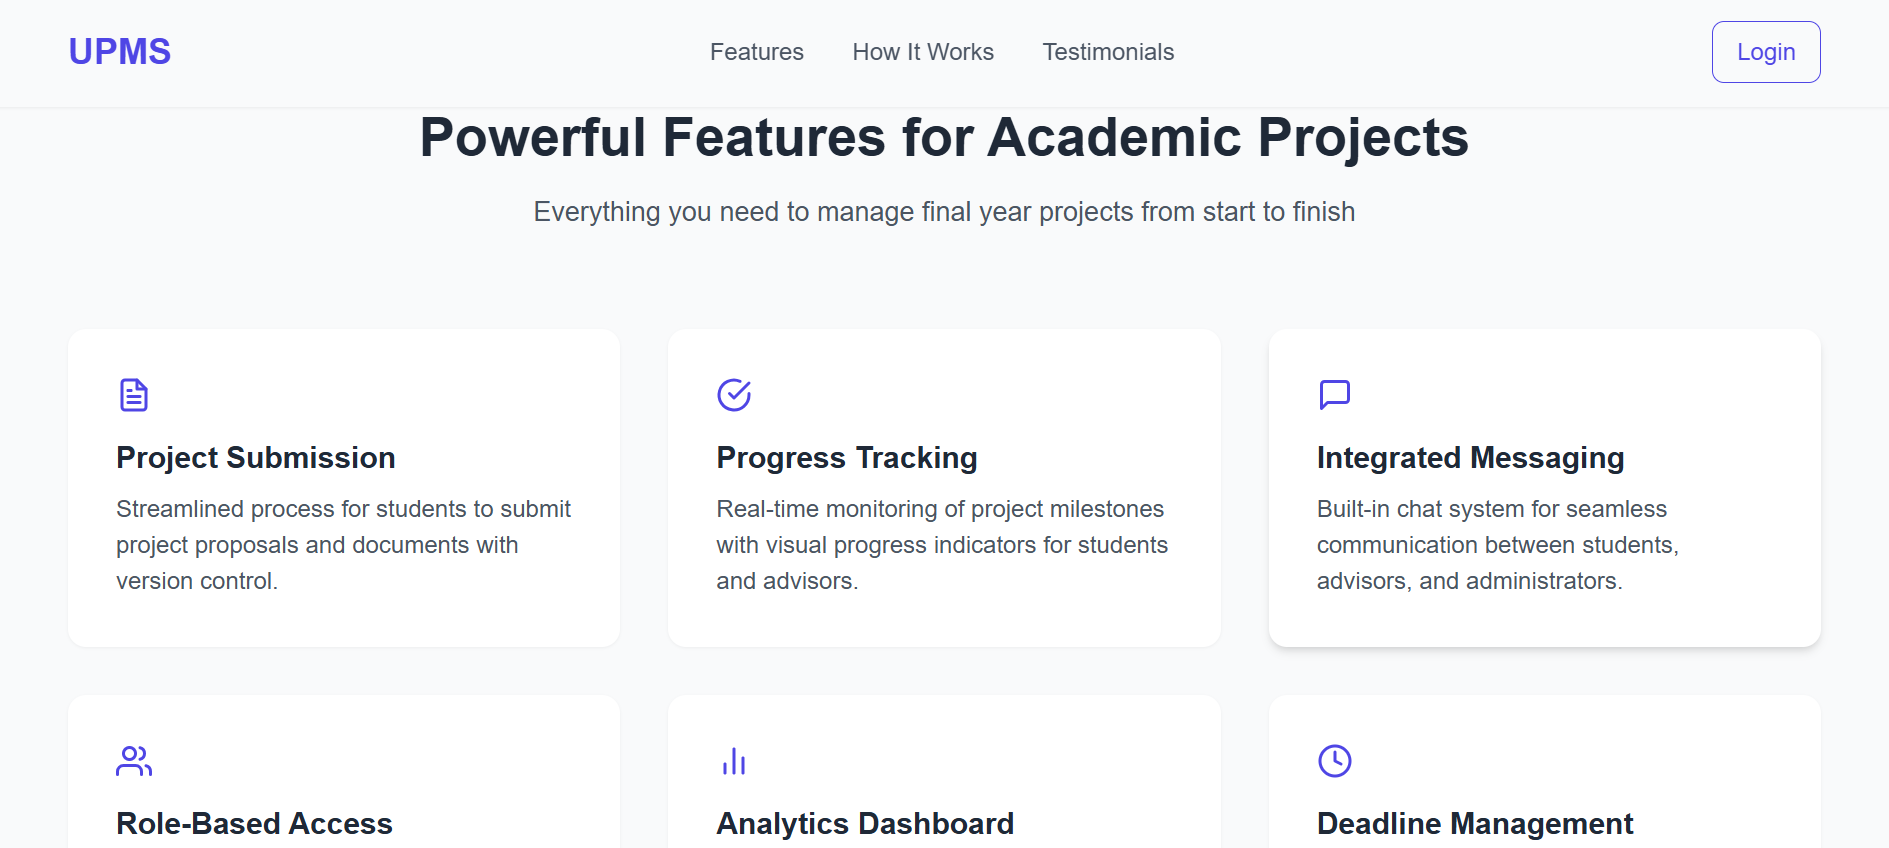 UPMS
Features
How It Works
Testimonials
Login
Powerful Features for Academic Projects
Everything you need to manage final year projects from start to finish
Project Submission
Streamlined process for students to submit
project proposals and documents with
version control.
Progress Tracking
Real-time monitoring of project milestones
with visual progress indicators for students
and advisors.
Integrated Messaging
Built-in chat system for seamless
communication between students,
advisors, and administrators.
Role-Based Access
Analytics Dashboard
Deadline Management